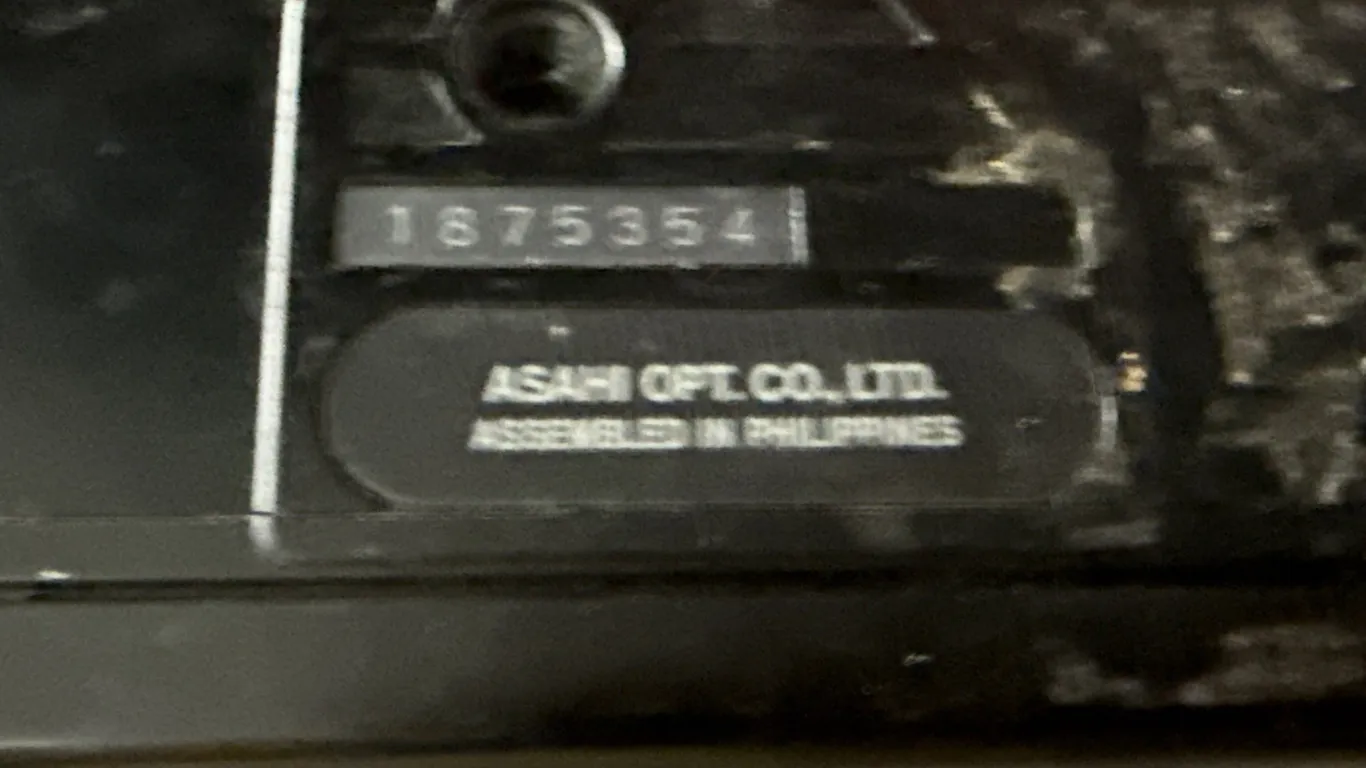 1875354
ASAHI OPT. CO., LTD.
ASSEMBLED IN PHILIPPINES